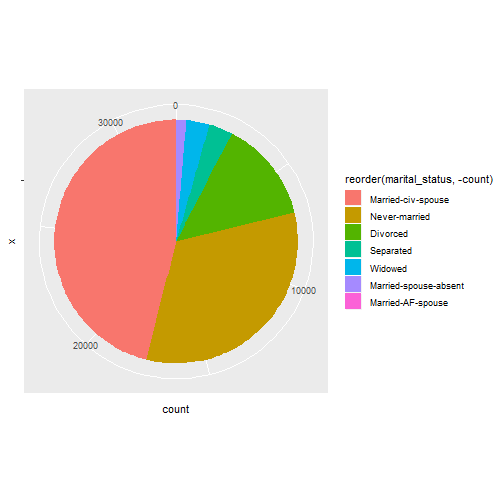 0
30000
10000
20000
x
count
reorder(marital_status, -count)
Married-civ-spouse
Never-married
Divorced
Separated
Widowed
Married-spouse-absent
Married-AF-spouse